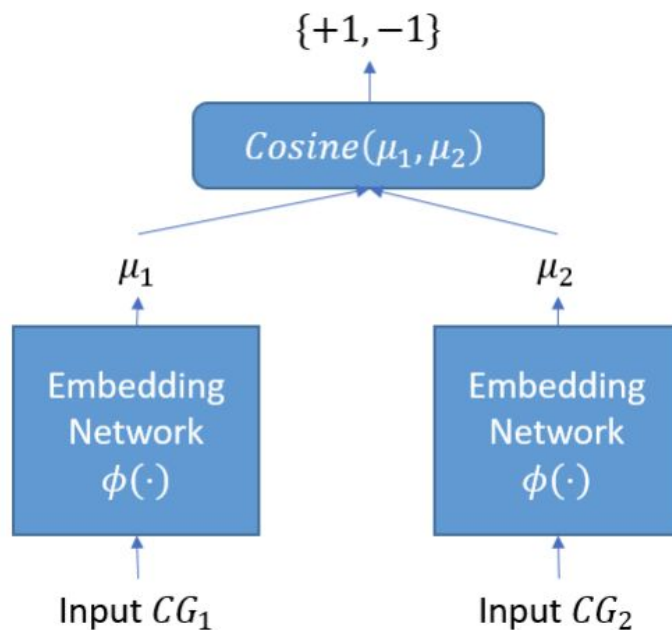 {+1, −1}
Cosine(μ₁, μ₂)
μ₁
μ₂
Embedding
Network
ϕ(·)
Embedding
Network
ϕ(·)
Input CG₁
Input CG₂